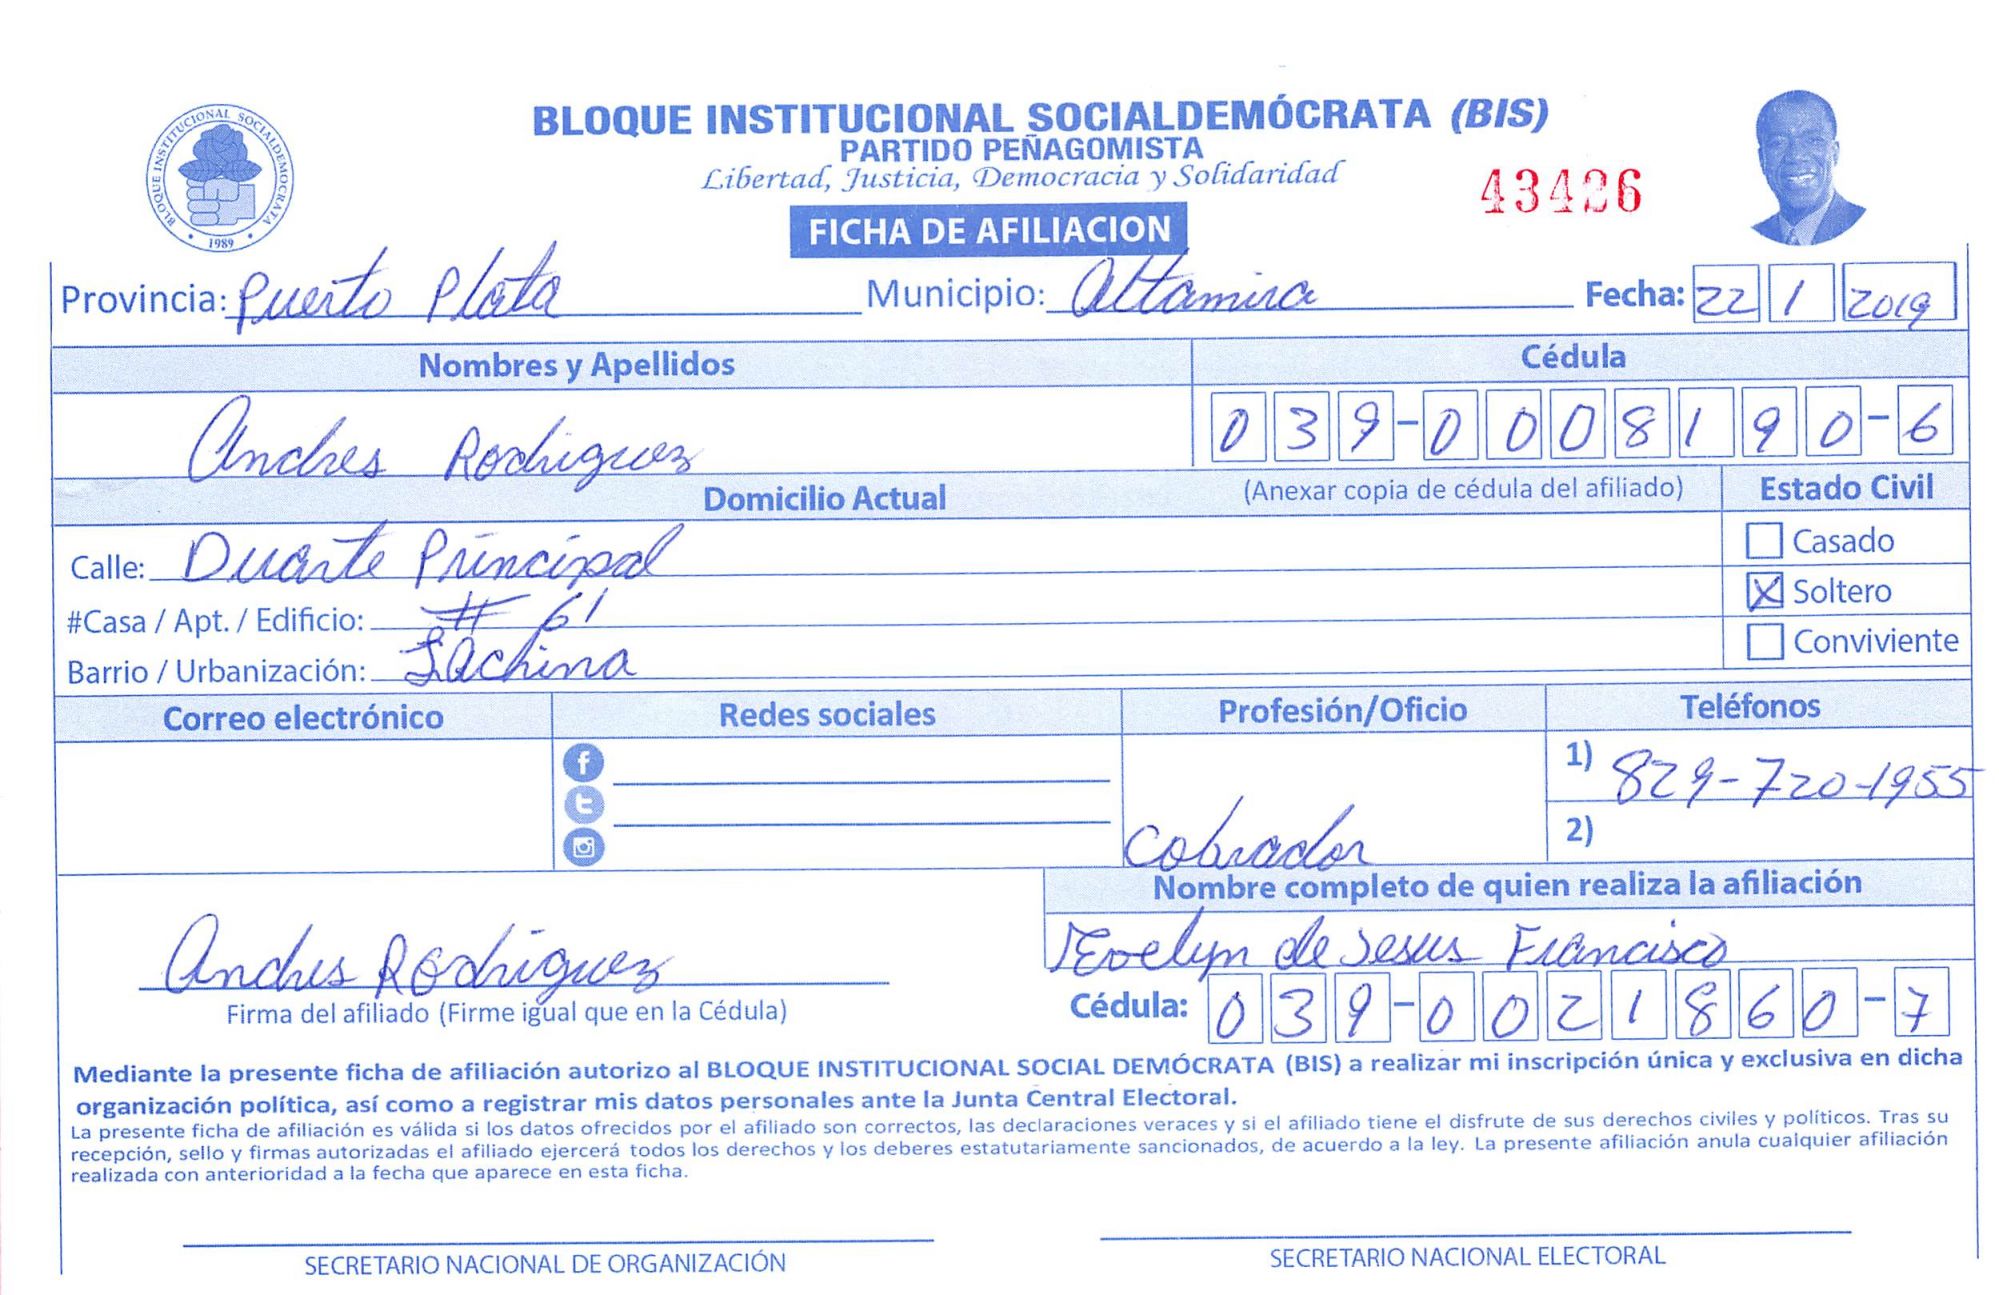 BLOQUE INSTITUCIONAL SOCIALDEMOCRATA
1989
BLOQUE INSTITUCIONAL SOCIALDEMÓCRATA (BIS)
PARTIDO PEÑAGOMISTA
Libertad, Justicia, Democracia y Solidaridad
43426
FICHA DE AFILIACION
Provincia: Puerto Plata Municipio: Altamira Fecha: 22 1 2019
Nombres y Apellidos Cédula
Andres Rodriguez 039-0008190-6
Domicilio Actual (Anexar copia de cédula del afiliado) Estado Civil
Calle: Duarte Principal Casado
#Casa / Apt. / Edificio: # 61 X Soltero
Barrio / Urbanización: La china Conviviente
Correo electrónico Redes sociales Profesión/Oficio Teléfonos
1) 829-720-1955
Cobrador 2)
Nombre completo de quien realiza la afiliación
Andres Rodriguez Evelyn de Jesus Francisco
Firma del afiliado (Firme igual que en la Cédula) Cédula: 039-0021860-7
Mediante la presente ficha de afiliación autorizo al BLOQUE INSTITUCIONAL SOCIAL DEMÓCRATA (BIS) a realizar mi inscripción única y exclusiva en dicha
organización política, así como a registrar mis datos personales ante la Junta Central Electoral.
La presente ficha de afiliación es válida si los datos ofrecidos por el afiliado son correctos, las declaraciones veraces y si el afiliado tiene el disfrute de sus derechos civiles y políticos. Tras su
recepción, sello y firmas autorizadas el afiliado ejercerá todos los derechos y los deberes estatutariamente sancionados, de acuerdo a la ley. La presente afiliación anula cualquier afiliación
realizada con anterioridad a la fecha que aparece en esta ficha.
SECRETARIO NACIONAL DE ORGANIZACIÓN SECRETARIO NACIONAL ELECTORAL